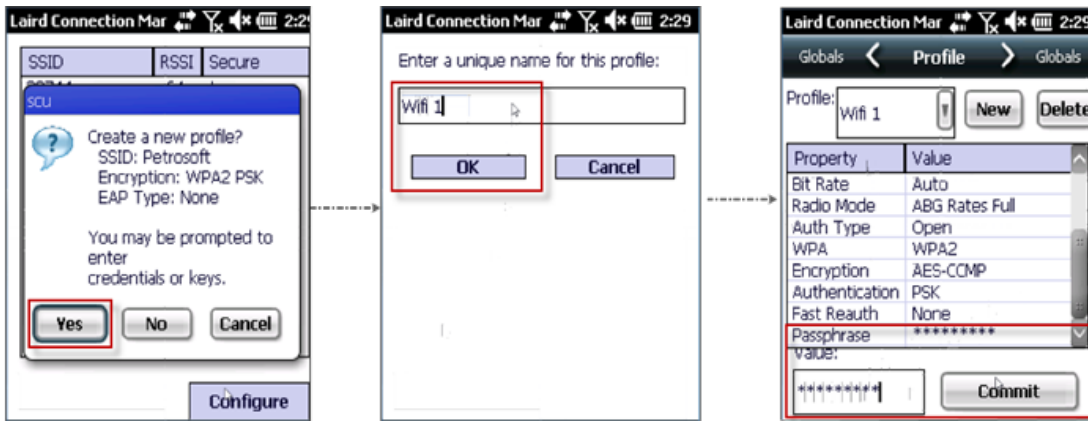 Laird Connection Mar 2:29
SSID RSSI Secure
scu
Create a new profile?
SSID: Petrosoft
Encryption: WPA2 PSK
EAP Type: None
You may be prompted to
enter
credentials or keys.
Yes No Cancel
Configure
Laird Connection Mar 2:29
Enter a unique name for this profile:
Wifi 1
OK Cancel
Laird Connection Mar 2:29
Globals Profile Globals
Profile: Wifi 1 New Delete
Property Value
Bit Rate Auto
Radio Mode ABG Rates Full
Auth Type Open
WPA WPA2
Encryption AES-CCMP
Authentication PSK
Fast Reauth None
Passphrase *********
Value:
********* Commit